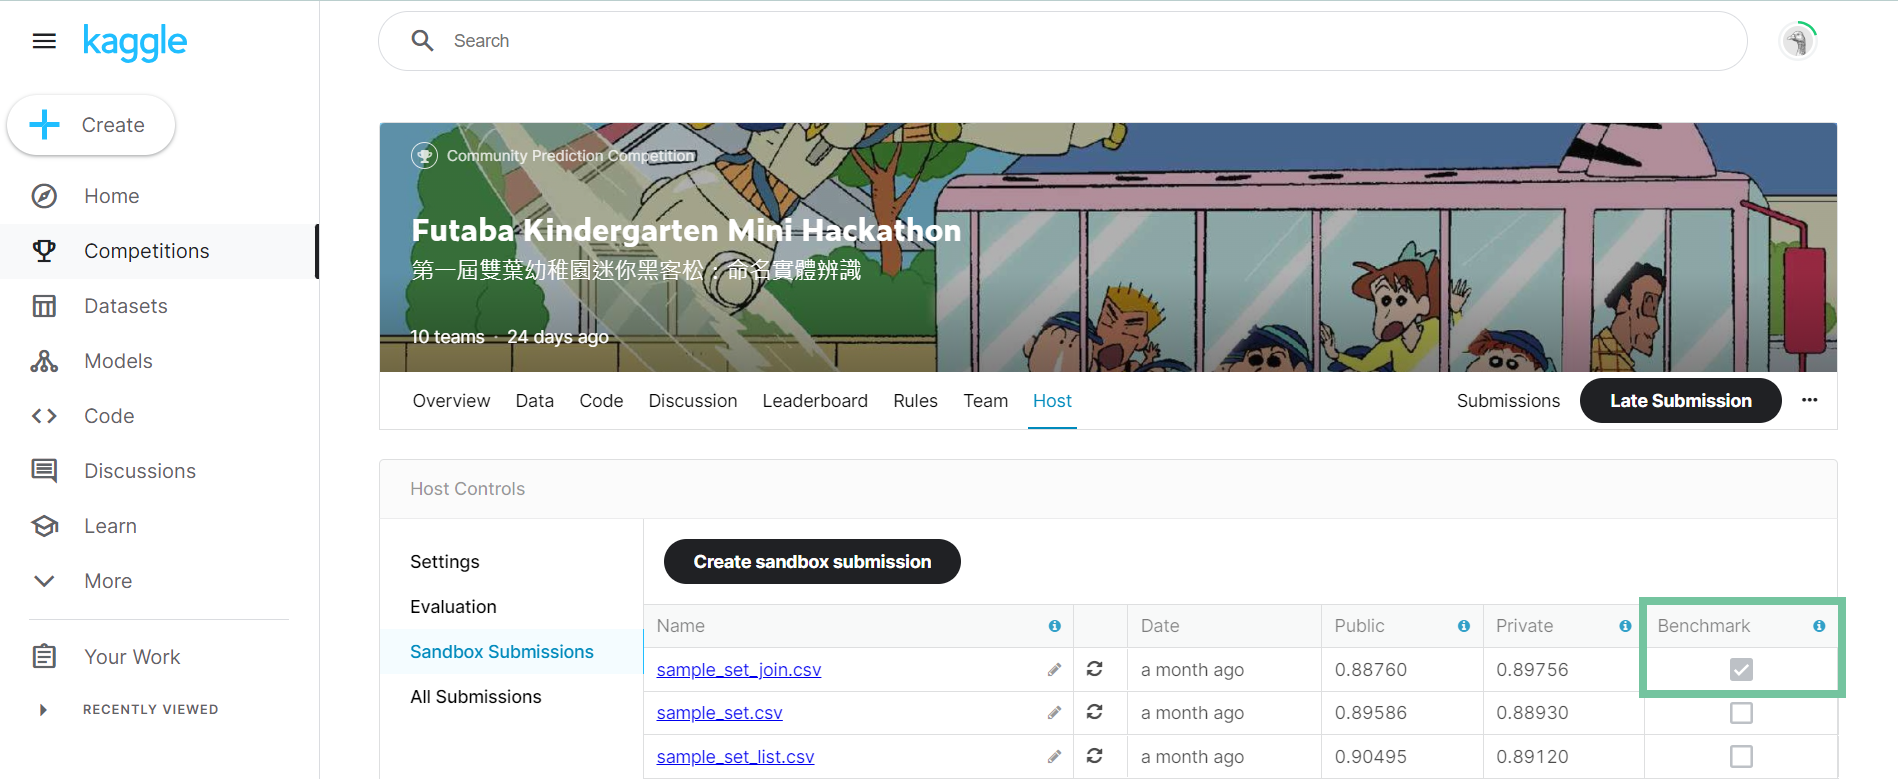 kaggle
Search
Create
Home
Competitions
Datasets
Models
Code
Discussions
Learn
More
Your Work
RECENTLY VIEWED
Community Prediction Competition
Futaba Kindergarten Mini Hackathon
第一屆雙葉幼稚園迷你黑客松：命名實體辨識
10 teams · 24 days ago
Overview Data Code Discussion Leaderboard Rules Team Host Submissions Late Submission ···
Host Controls
Settings
Evaluation
Sandbox Submissions
All Submissions
Create sandbox submission
Name Date Public Private Benchmark
sample_set_join.csv a month ago 0.88760 0.89756
sample_set.csv a month ago 0.89586 0.88930
sample_set_list.csv a month ago 0.90495 0.89120